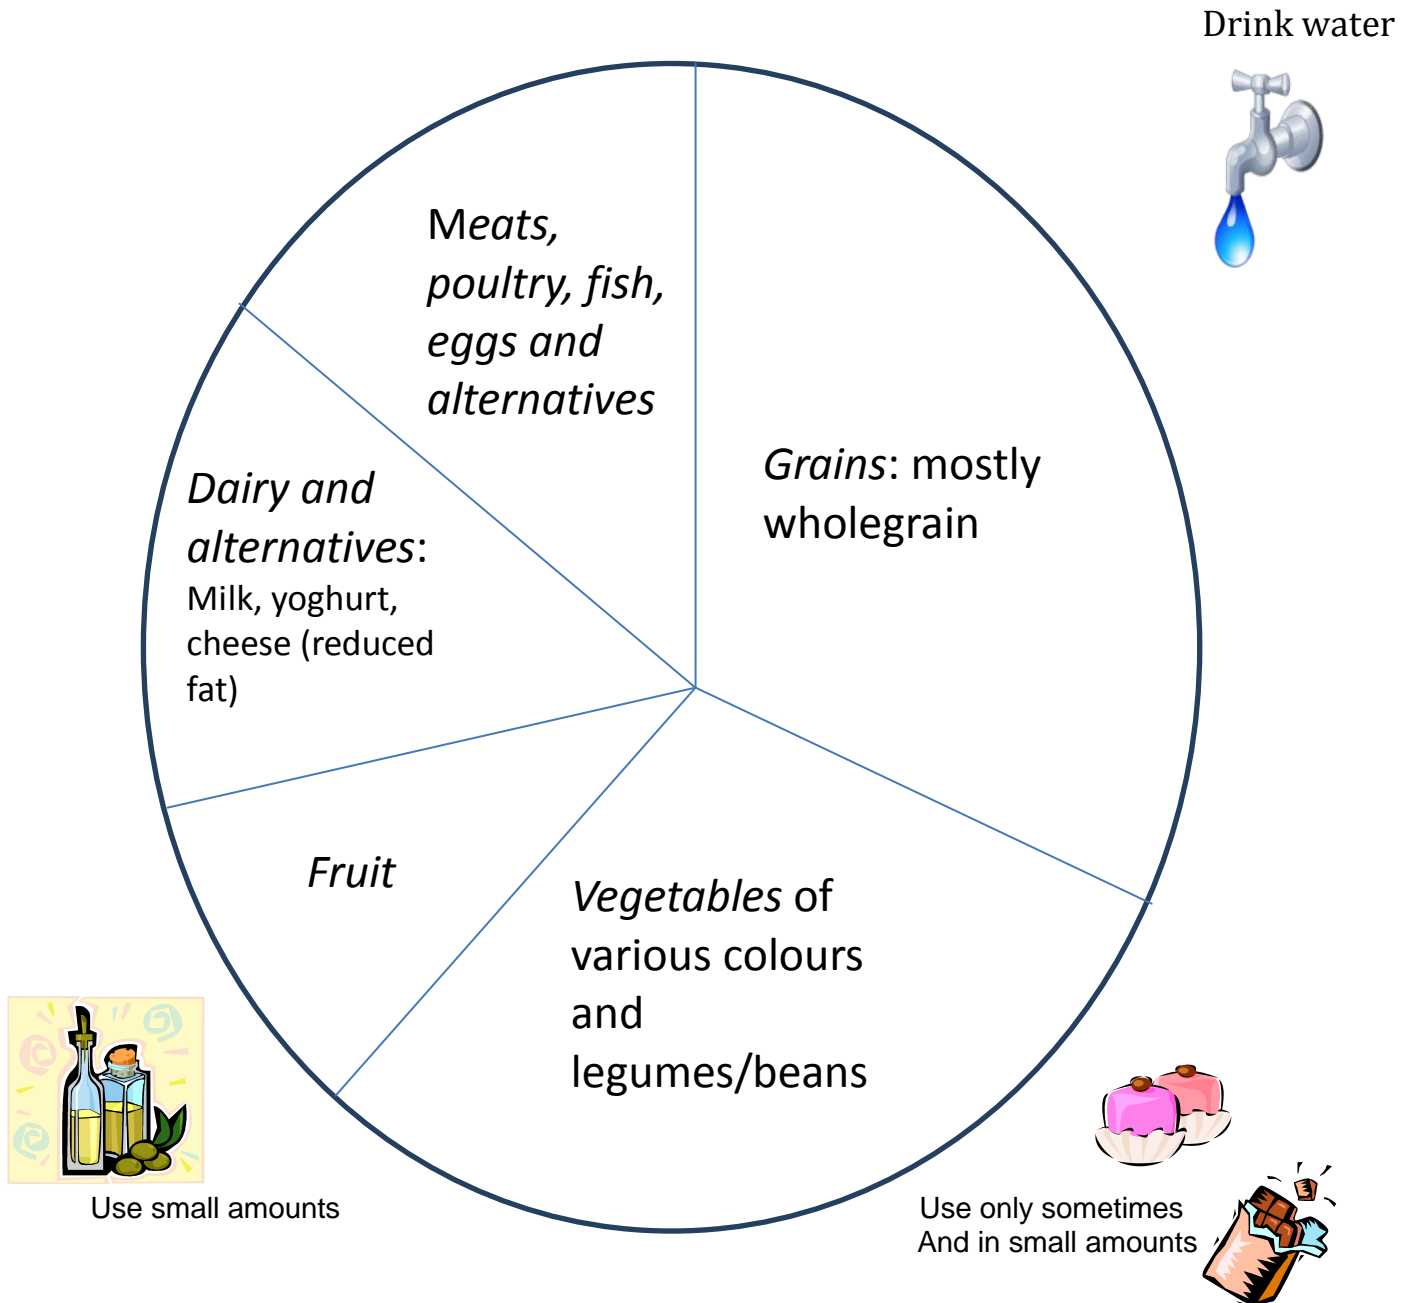 Drink water
Meats,
poultry, fish,
eggs and
alternatives
Grains: mostly
wholegrain
Dairy and
alternatives:
Milk, yoghurt,
cheese (reduced
fat)
Fruit
Vegetables of
various colours
and
legumes/beans
Use small amounts
Use only sometimes
And in small amounts